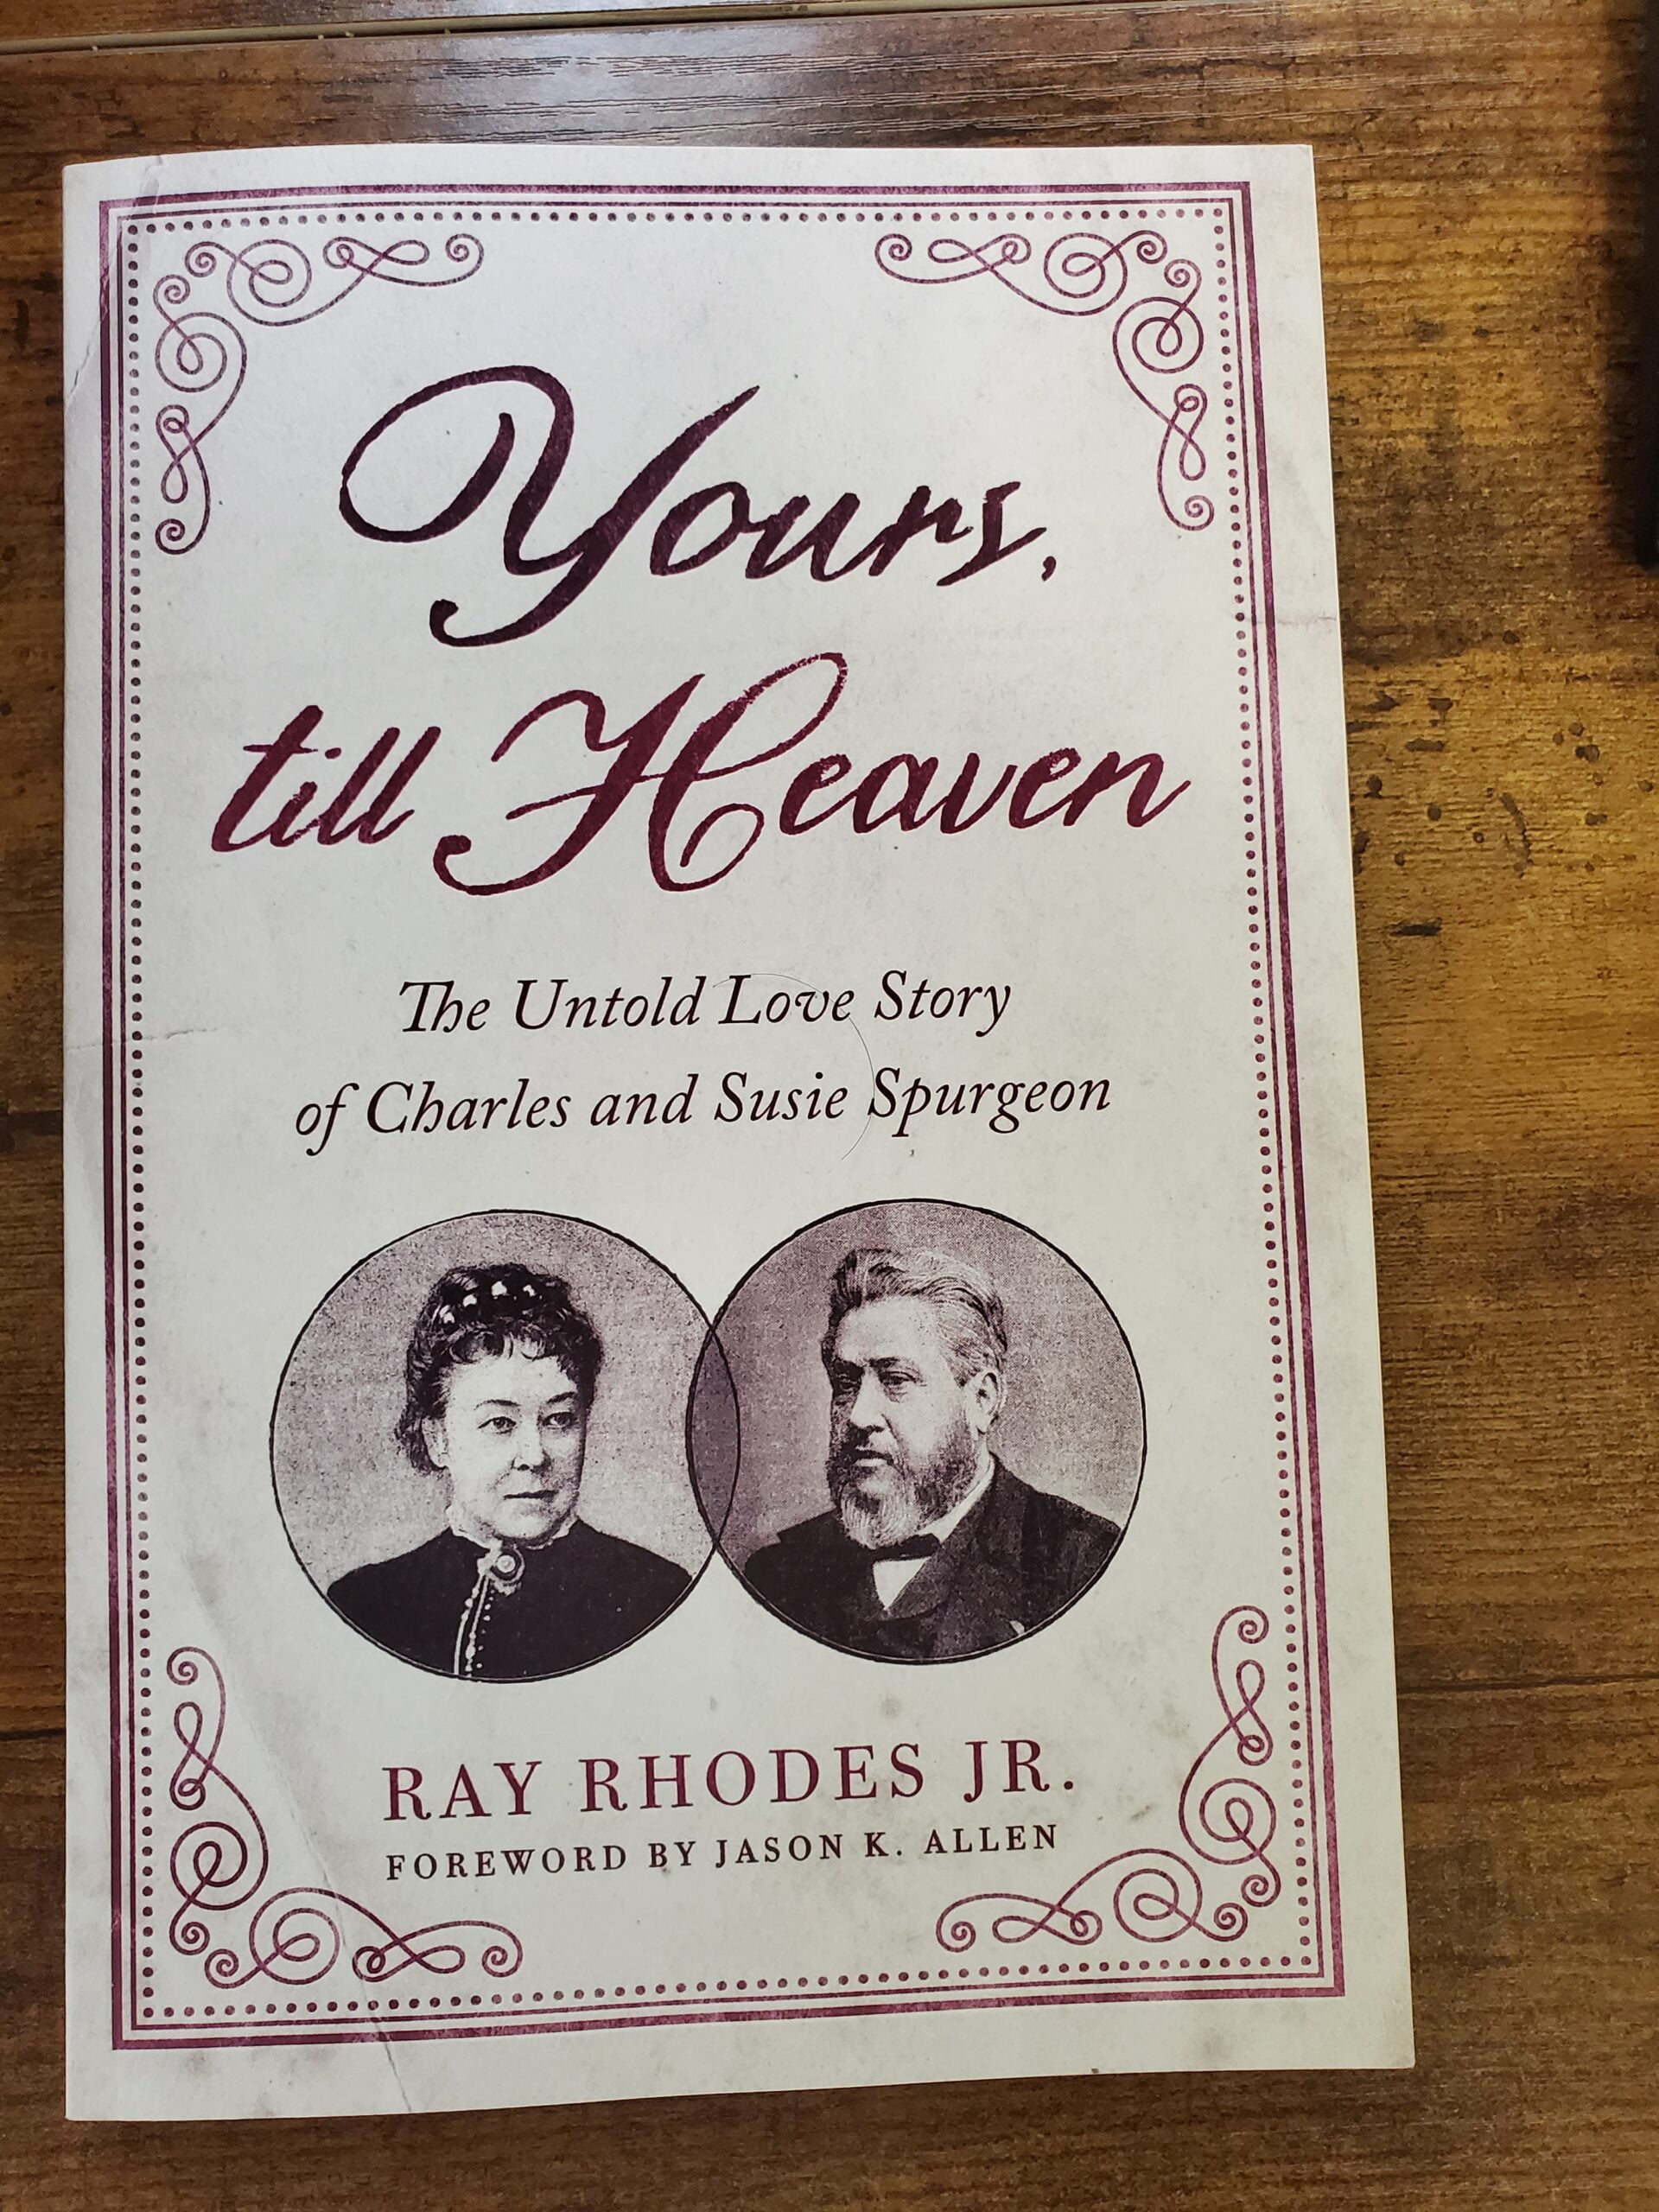 Yours,
till Heaven
The Untold Love Story
of Charles and Susie Spurgeon
RAY RHODES JR.
FOREWORD BY JASON K. ALLEN